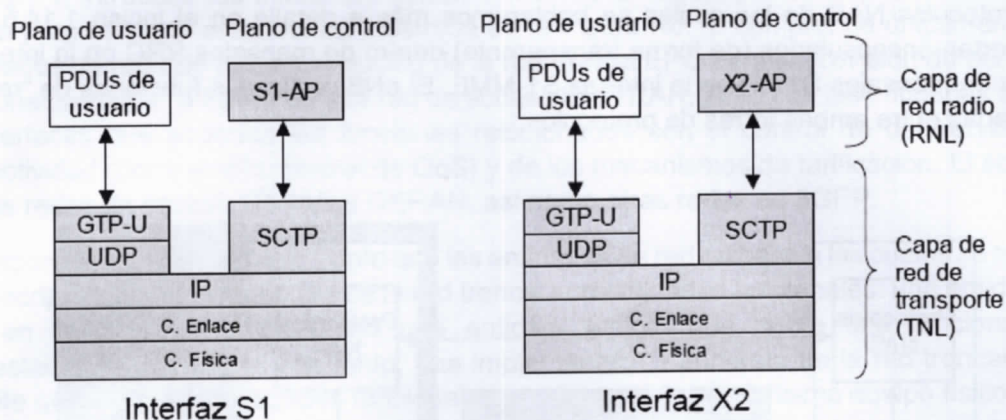 Plano de usuario
Plano de control
PDUs de
usuario
S1-AP
GTP-U
UDP
SCTP
IP
C. Enlace
C. Física
Interfaz S1
Plano de usuario
Plano de control
PDUs de
usuario
X2-AP
GTP-U
UDP
SCTP
IP
C. Enlace
C. Física
Interfaz X2
Capa de
red radio
(RNL)
Capa de
red de
transporte
(TNL)